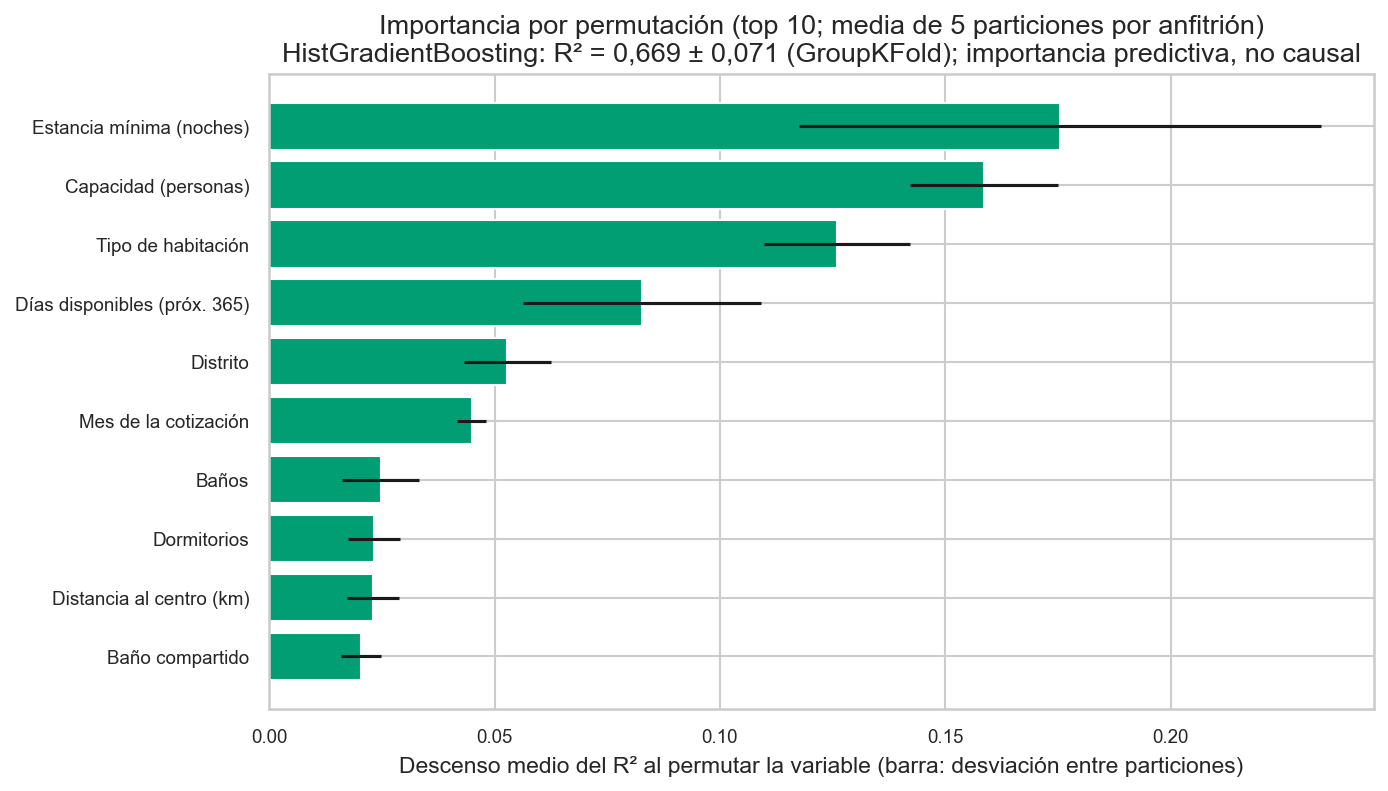 Importancia por permutación (top 10; media de 5 particiones por anfitrión)
HistGradientBoosting: R² = 0,669 ± 0,071 (GroupKFold); importancia predictiva, no causal
Estancia mínima (noches)
Capacidad (personas)
Tipo de habitación
Días disponibles (próx. 365)
Distrito
Mes de la cotización
Baños
Dormitorios
Distancia al centro (km)
Baño compartido
0.00 0.05 0.10 0.15 0.20
Descenso medio del R² al permutar la variable (barra: desviación entre particiones)